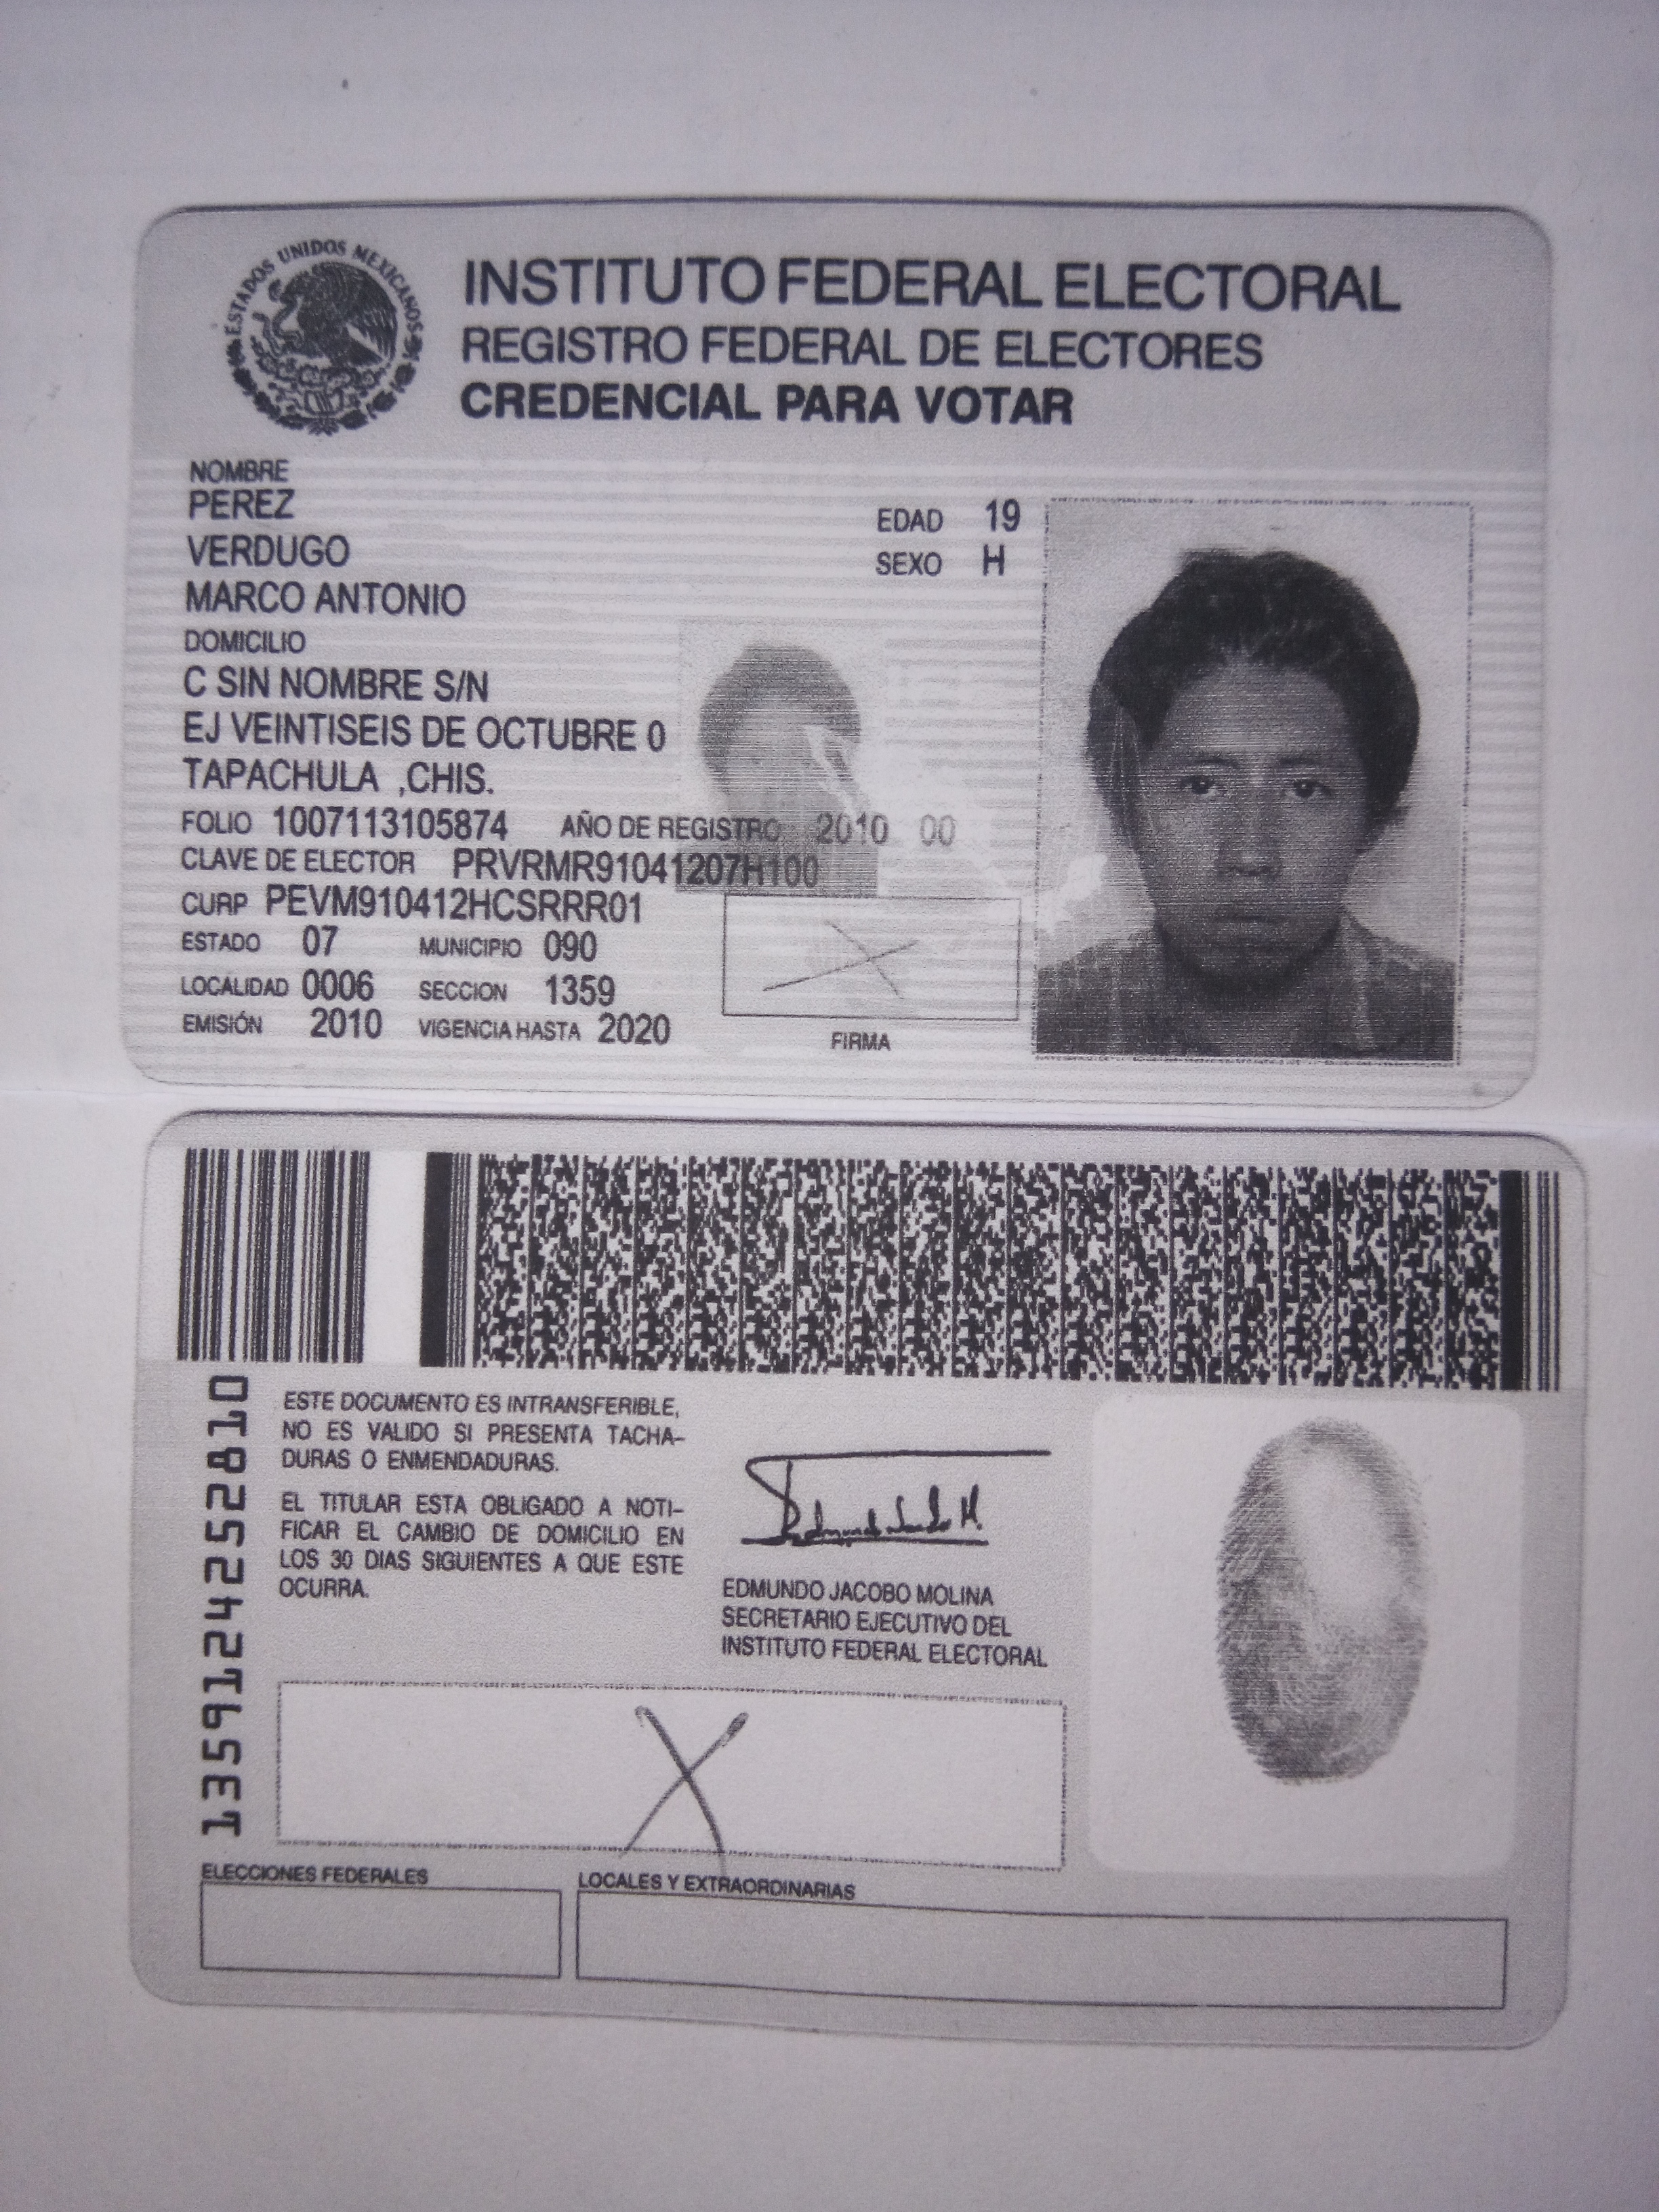 ESTADOS UNIDOS MEXICANOS
INSTITUTO FEDERAL ELECTORAL
REGISTRO FEDERAL DE ELECTORES
CREDENCIAL PARA VOTAR
NOMBRE
PEREZ
VERDUGO
MARCO ANTONIO
EDAD 19
SEXO H
DOMICILIO
C SIN NOMBRE S/N
EJ VEINTISEIS DE OCTUBRE 0
TAPACHULA ,CHIS.
FOLIO 1007113105874 AÑO DE REGISTRO 2010 00
CLAVE DE ELECTOR PRVRMR91041207H100
CURP PEVM910412HCSRRR01
ESTADO 07 MUNICIPIO 090
LOCALIDAD 0006 SECCION 1359
EMISIÓN 2010 VIGENCIA HASTA 2020
FIRMA
1359124252810
ESTE DOCUMENTO ES INTRANSFERIBLE,
NO ES VALIDO SI PRESENTA TACHA-
DURAS O ENMENDADURAS.
EL TITULAR ESTA OBLIGADO A NOTI-
FICAR EL CAMBIO DE DOMICILIO EN
LOS 30 DIAS SIGUIENTES A QUE ESTE
OCURRA.
EDMUNDO JACOBO MOLINA
SECRETARIO EJECUTIVO DEL
INSTITUTO FEDERAL ELECTORAL
ELECCIONES FEDERALES
LOCALES Y EXTRAORDINARIAS